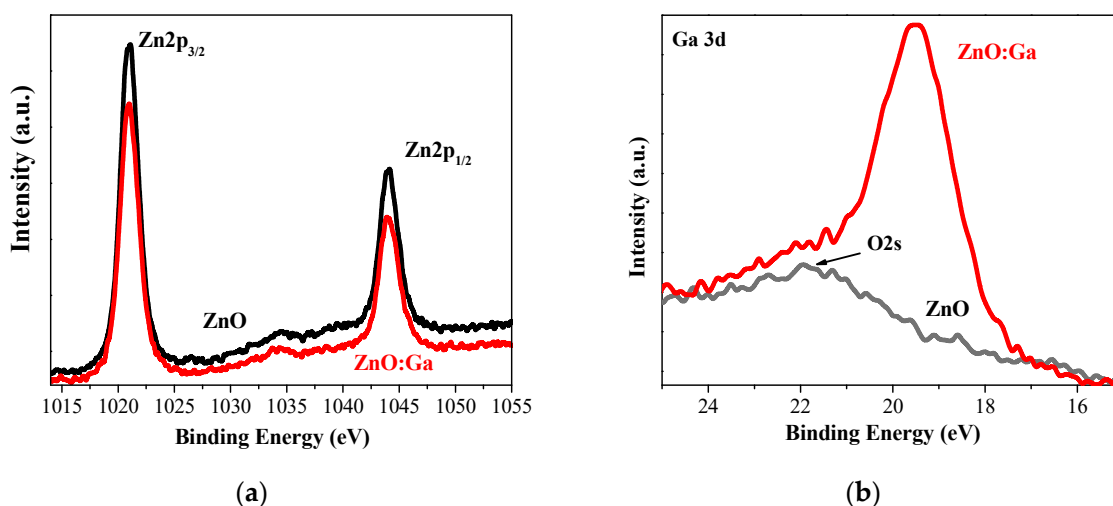 Zn2p3/2
Zn2p1/2
ZnO
ZnO:Ga
Intensity (a.u.)
1015 1020 1025 1030 1035 1040 1045 1050 1055
Binding Energy (eV)
(a)
Ga 3d
ZnO:Ga
O2s
ZnO
Intensity (a.u.)
24 22 20 18 16
Binding Energy (eV)
(b)